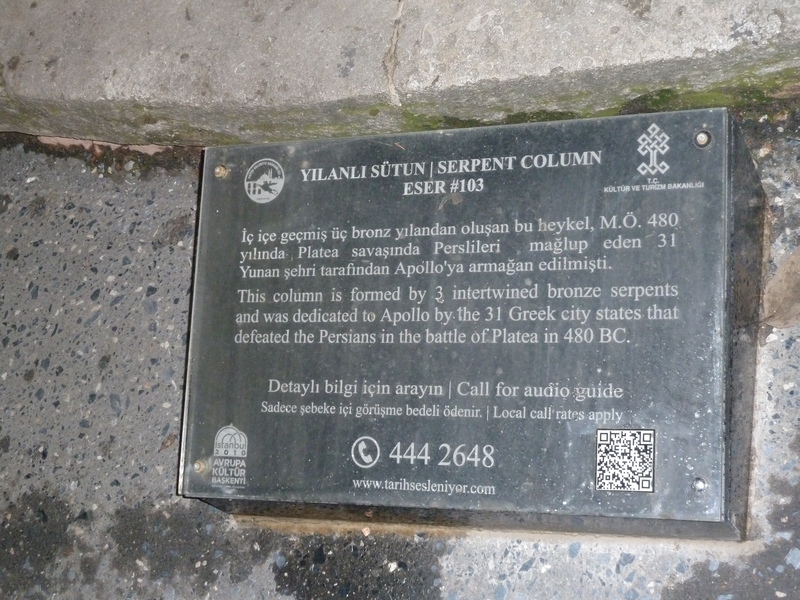 YILANLI SÜTUN | SERPENT COLUMN
ESER #103
T.C.
KÜLTÜR VE TURİZM BAKANLIĞI
İç içe geçmiş üç bronz yılandan oluşan bu heykel, M.Ö. 480
yılında Platea savaşında Perslileri mağlup eden 31
Yunan şehri tarafından Apollo'ya armağan edilmişti.
This column is formed by 3 intertwined bronze serpents
and was dedicated to Apollo by the 31 Greek city states that
defeated the Persians in the battle of Platea in 480 BC.
Detaylı bilgi için arayın | Call for audio guide
Sadece şebeke içi görüşme bedeli ödenir. | Local call rates apply
444 2648
www.tarihsesleniyor.com
istanbul
2010
AVRUPA
KÜLTÜR
BAŞKENTİ